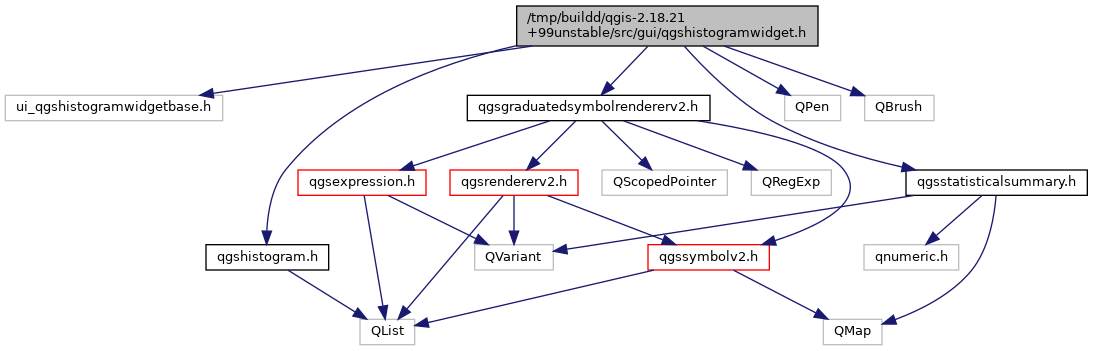 /tmp/buildd/qgis-2.18.21
+99unstable/src/gui/qgshistogramwidget.h
ui_qgshistogramwidgetbase.h
qgsgraduatedsymbolrendererv2.h
QPen
QBrush
qgsexpression.h
qgsrendererv2.h
QScopedPointer
QRegExp
qgsstatisticalsummary.h
qgshistogram.h
QVariant
qgssymbolv2.h
qnumeric.h
QList
QMap